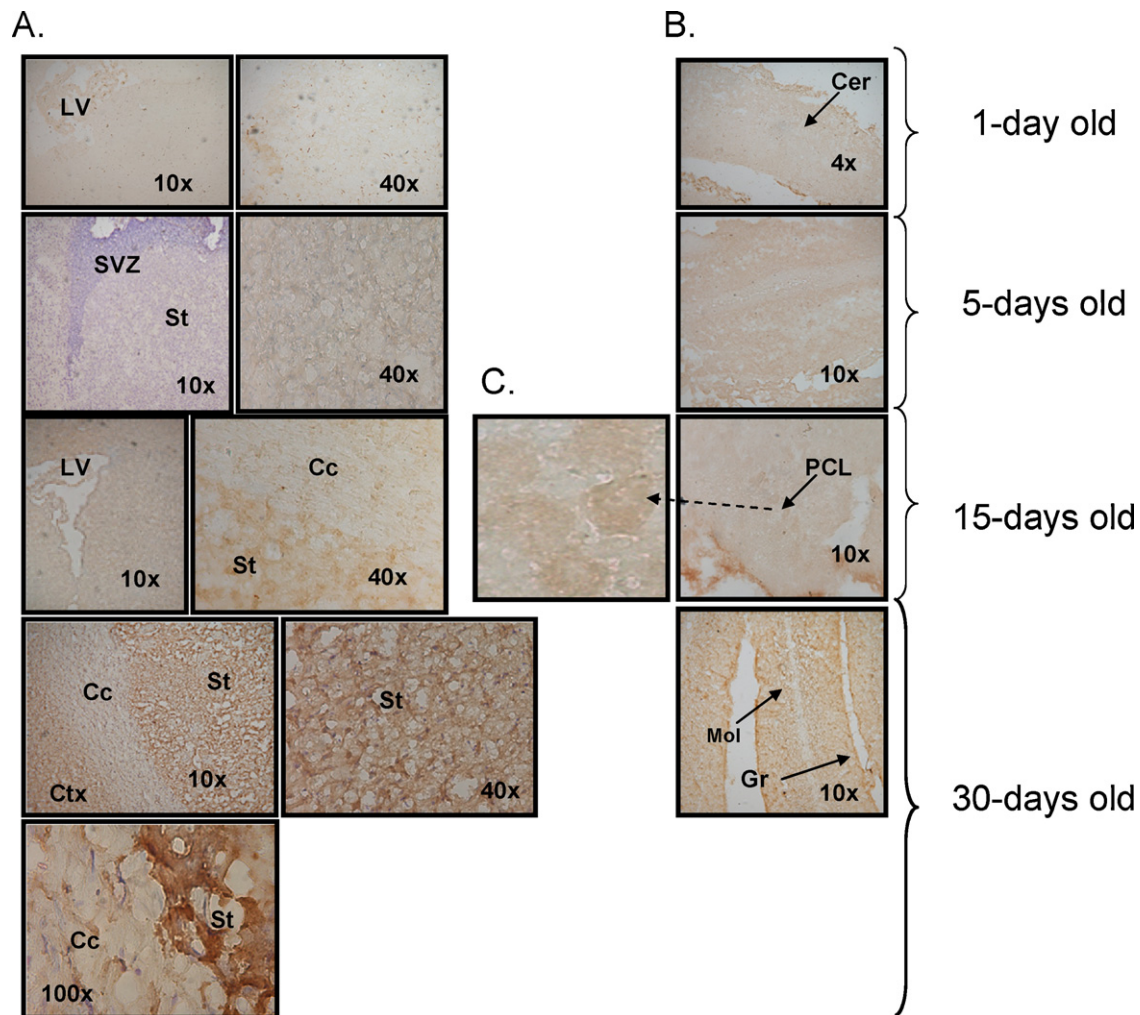 A.
B.
LV
10x
40x
Cer
4x
1-day old
SVZ
St
10x
40x
10x
5-days old
C.
LV
10x
Cc
St
40x
PCL
10x
15-days old
Cc
St
Ctx
10x
St
40x
Mol
Gr
10x
30-days old
Cc
St
100x